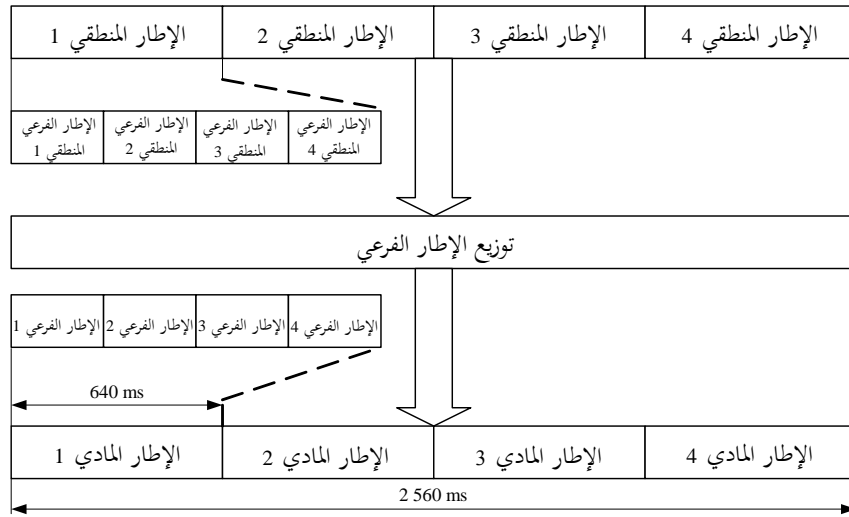 الإطار المنطقي 1
الإطار المنطقي 2
الإطار المنطقي 3
الإطار المنطقي 4
الإطار الفرعي
المنطقي 1
الإطار الفرعي
المنطقي 2
الإطار الفرعي
المنطقي 3
الإطار الفرعي
المنطقي 4
توزيع الإطار الفرعي
الإطار الفرعي 1
الإطار الفرعي 2
الإطار الفرعي 3
الإطار الفرعي 4
640 ms
الإطار المادي 1
الإطار المادي 2
الإطار المادي 3
الإطار المادي 4
2 560 ms